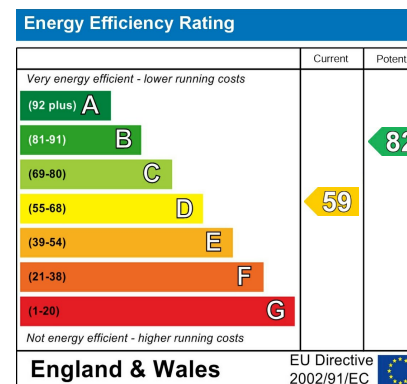 Energy Efficiency Rating
Current Potent
Very energy efficient - lower running costs
(92 plus) A
(81-91) B 82
(69-80) C
(55-68) D 59
(39-54) E
(21-38) F
(1-20) G
Not energy efficient - higher running costs
England & Wales
EU Directive
2002/91/EC